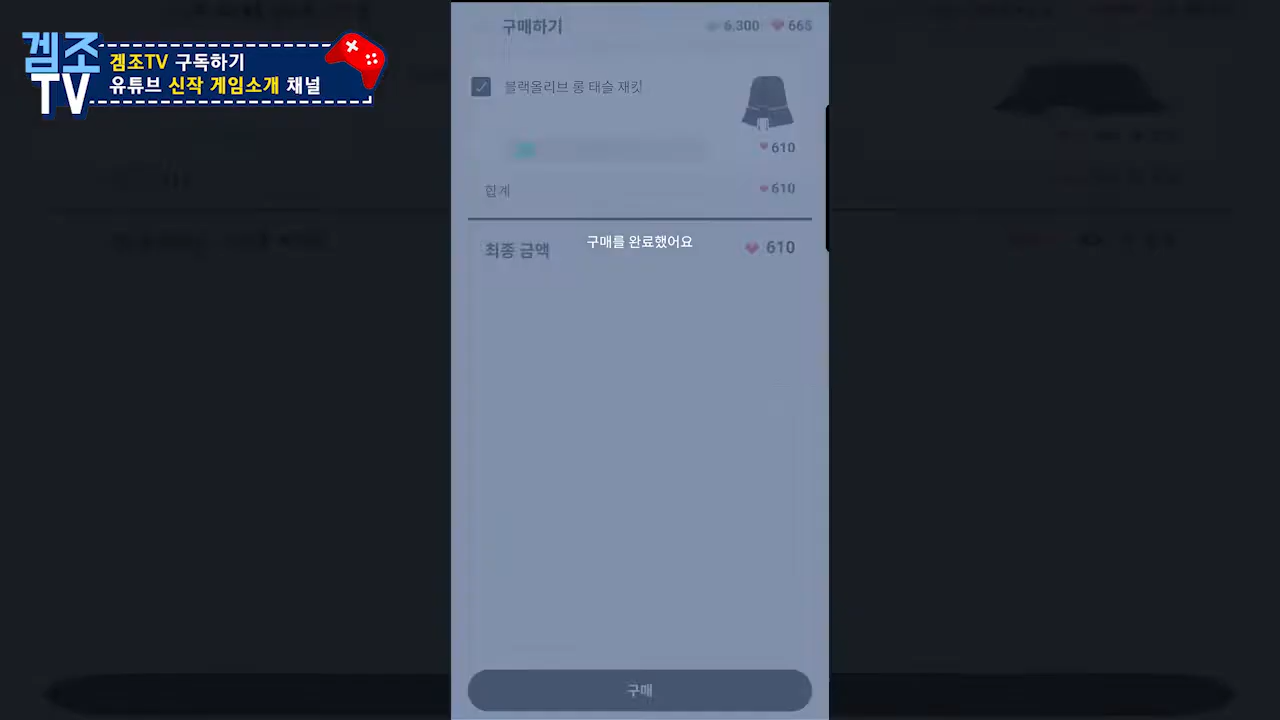 겜조
TV
겜조TV 구독하기
유튜브 신작 게임소개 채널
구매하기
6,300
665
블랙올리브 롱 태슬 재킷
610
합계
610
구매를 완료했어요
최종 금액
610
구매